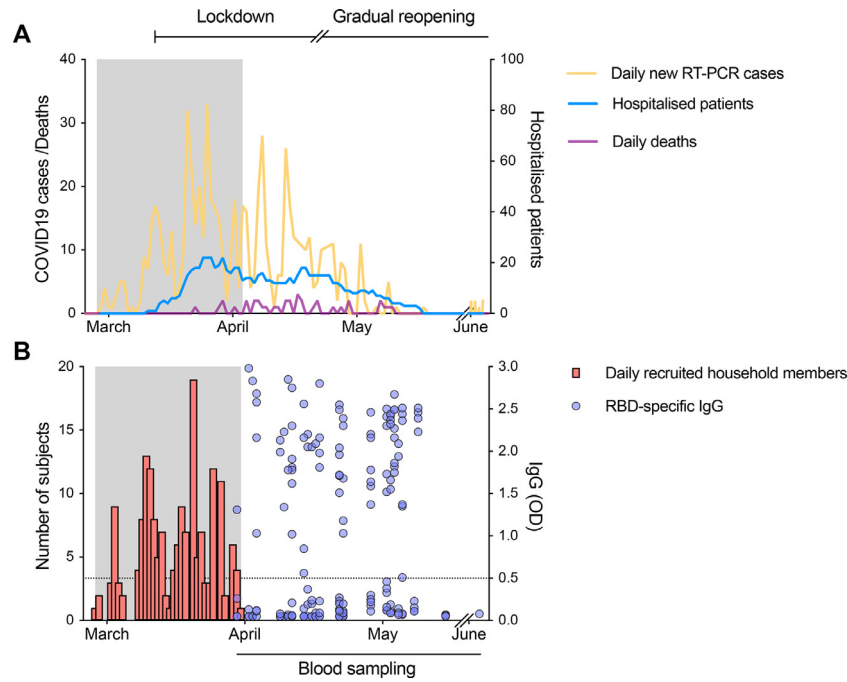 Lockdown Gradual reopening
A
40 100
30 80
60
20
40
10
20
0 0
COVID19 cases /Deaths
Hospitalised patients
March April May June
Daily new RT-PCR cases
Hospitalised patients
Daily deaths
B
20 3.0
2.5
15
2.0
10 1.5
1.0
5
0.5
0 0.0
Number of subjects
IgG (OD)
March April May June
Blood sampling
Daily recruited household members
RBD-specific IgG